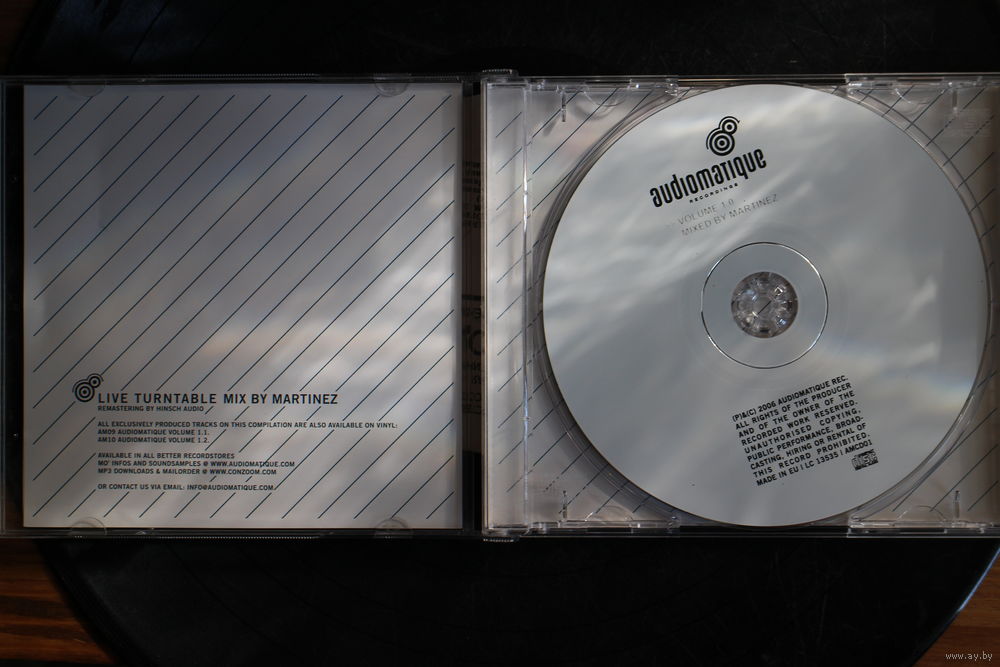 LIVE TURNTABLE MIX BY MARTINEZ
REMASTERING BY HINSCH AUDIO
ALL EXCLUSIVELY PRODUCED TRACKS ON THIS COMPILATION ARE ALSO AVAILABLE ON VINYL:
AM09 AUDIOMATIQUE VOLUME 1.1.
AM10 AUDIOMATIQUE VOLUME 1.2.
AVAILABLE IN ALL BETTER RECORDSTORES
MO' INFOS AND SOUNDSAMPLES @ WWW.AUDIOMATIQUE.COM
MP3 DOWNLOADS & MAILORDER @ WWW.CONZOOM.COM
OR CONTACT US VIA EMAIL: INFO@AUDIOMATIQUE.COM
audiomatique
RECORDINGS
VOLUME 1.0
MIXED BY MARTINEZ
(P)&(C) 2006 AUDIOMATIQUE REC.
ALL RIGHTS OF THE PRODUCER
AND OF THE OWNER OF THE
RECORDED WORK RESERVED.
UNAUTHORISED COPYING,
PUBLIC PERFORMANCE, BROAD-
CASTING, HIRING OR RENTAL OF
THIS RECORD PROHIBITED.
MADE IN EU | LC 13535 | AMCD01
www.ay.by